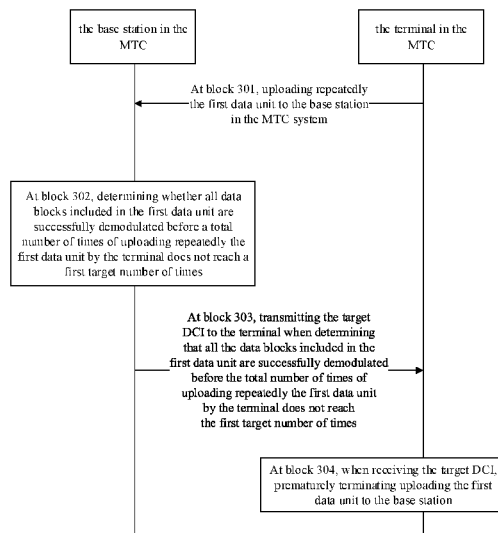 the base station in the
MTC
the terminal in the
MTC
At block 301, uploading repeatedly
the first data unit to the base station
in the MTC system
At block 302, determining whether all data
blocks included in the first data unit are
successfully demodulated before a total
number of times of uploading repeatedly the
first data unit by the terminal does not reach a
first target number of times
At block 303, transmitting the target
DCI to the terminal when determining
that all the data blocks included in the
first data unit are successfully demodulated
before the total number of times of
uploading repeatedly the first data unit
by the terminal does not reach
the first target number of times
At block 304, when receiving the target DCI,
prematurely terminating uploading the first
data unit to the base station